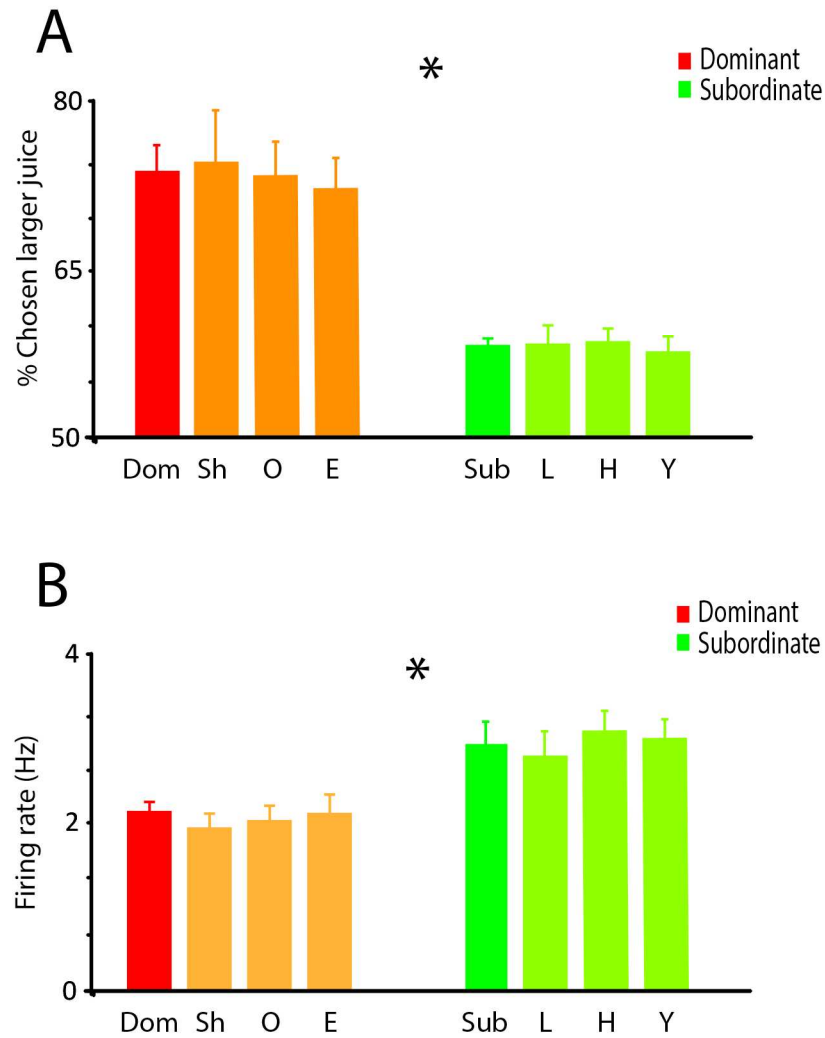 A
*
Dominant
Subordinate
% Chosen larger juice
80
65
50
Dom Sh O E Sub L H Y
B
*
Dominant
Subordinate
Firing rate (Hz)
4
2
0
Dom Sh O E Sub L H Y